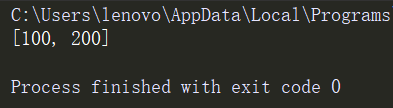 C:\Users\lenovo\AppData\Local\Programs
[100, 200]
Process finished with exit code 0